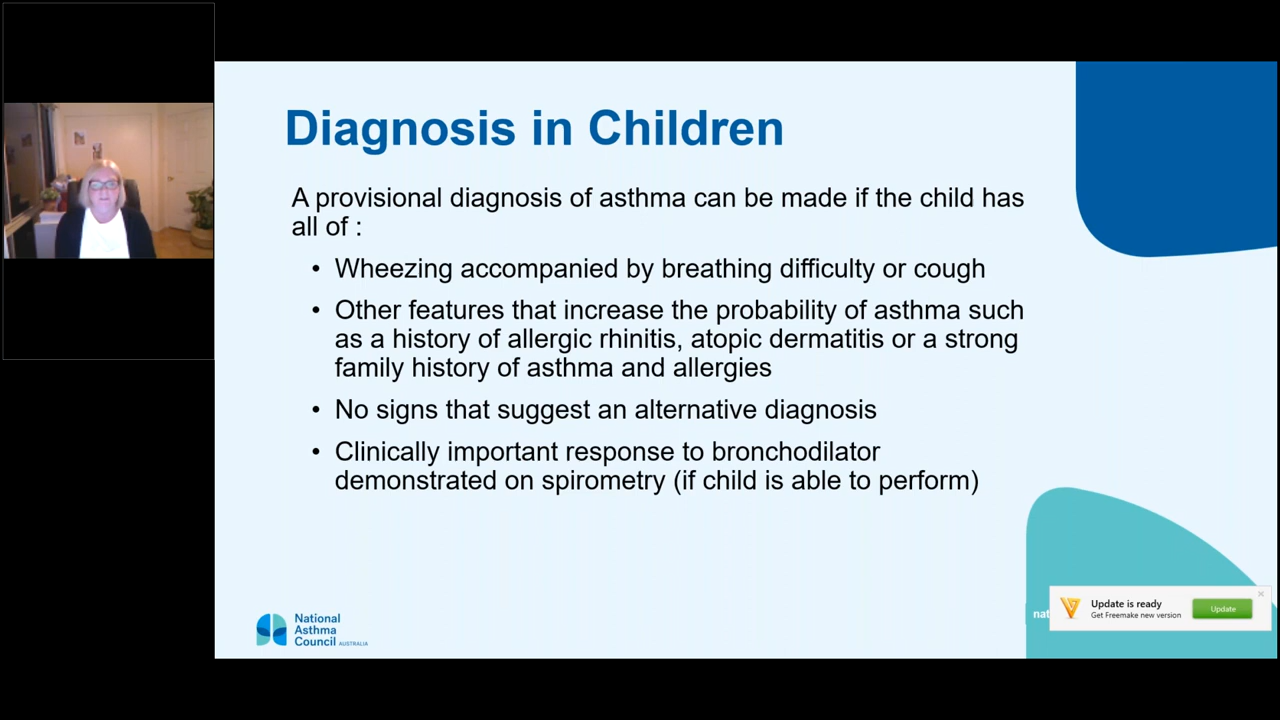 Diagnosis in Children
A provisional diagnosis of asthma can be made if the child has
all of :
• Wheezing accompanied by breathing difficulty or cough
• Other features that increase the probability of asthma such
as a history of allergic rhinitis, atopic dermatitis or a strong
family history of asthma and allergies
• No signs that suggest an alternative diagnosis
• Clinically important response to bronchodilator
demonstrated on spirometry (if child is able to perform)
National
Asthma
Council AUSTRALIA
nat
Update is ready
Get Freemake new version
Update